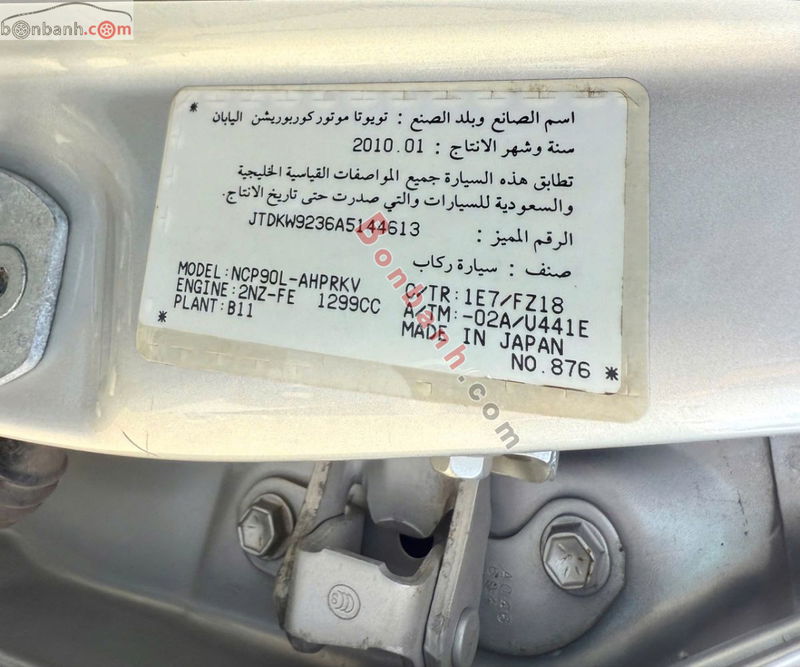 bonbanh.com
* اسم الصانع وبلد الصنع : تويوتا موتور كوربوريشن اليابان
سنة وشهر الانتاج : 2010.01
تطابق هذه السيارة جميع المواصفات القياسية الخليجية
والسعودية للسيارات والتي صدرت حتى تاريخ الانتاج.
الرقم المميز : JTDKW9236A5144613
صنف : سيارة ركاب
MODEL:NCP90L-AHPRKV C/TR:1E7/FZ18
ENGINE:2NZ-FE 1299CC A/TM:-02A/U441E
PLANT:B11 MADE IN JAPAN
* NO.876 *
Bonbanh.com